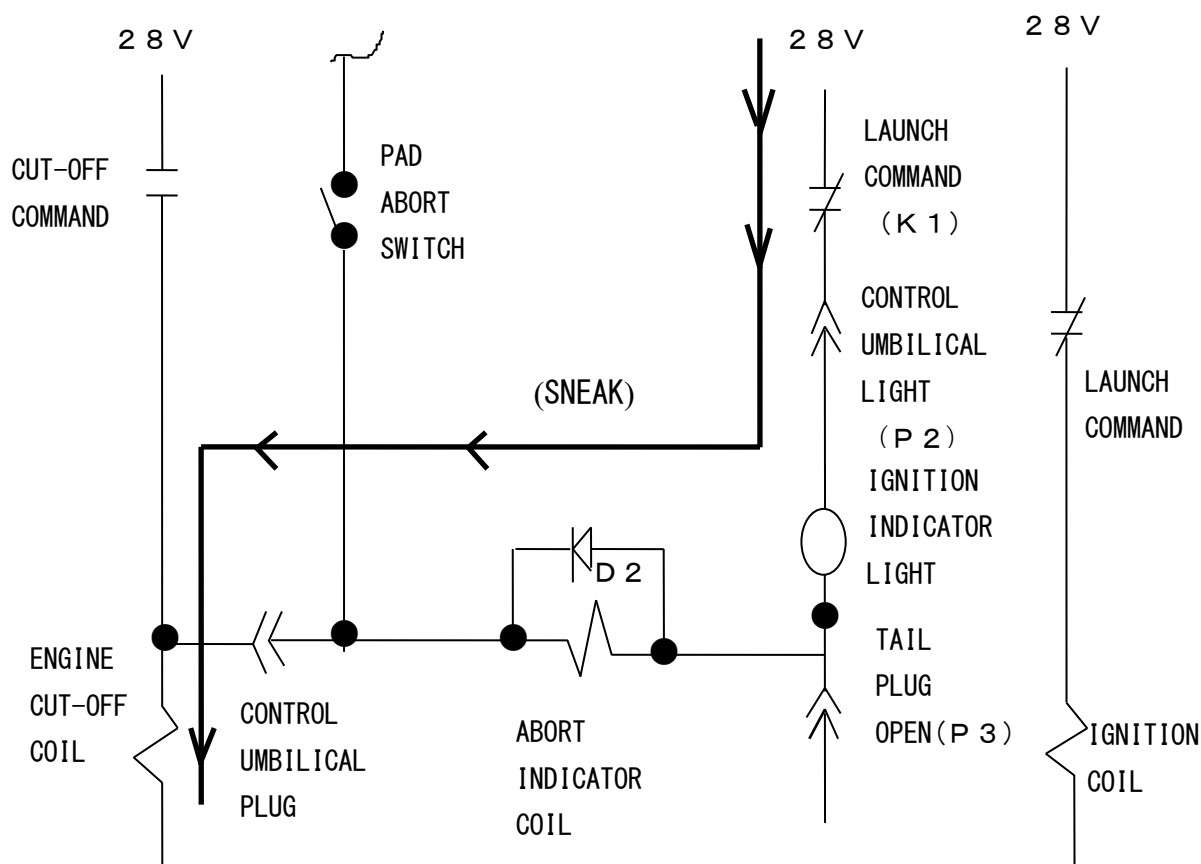 ２８Ｖ
２８Ｖ
２８Ｖ
CUT-OFF
COMMAND
PAD
ABORT
SWITCH
LAUNCH
COMMAND
(Ｋ１)
CONTROL
UMBILICAL
LIGHT
(Ｐ２)
LAUNCH
COMMAND
(SNEAK)
IGNITION
INDICATOR
LIGHT
Ｄ２
ENGINE
CUT-OFF
COIL
CONTROL
UMBILICAL
PLUG
ABORT
INDICATOR
COIL
TAIL
PLUG
OPEN(Ｐ３)
IGNITION
COIL